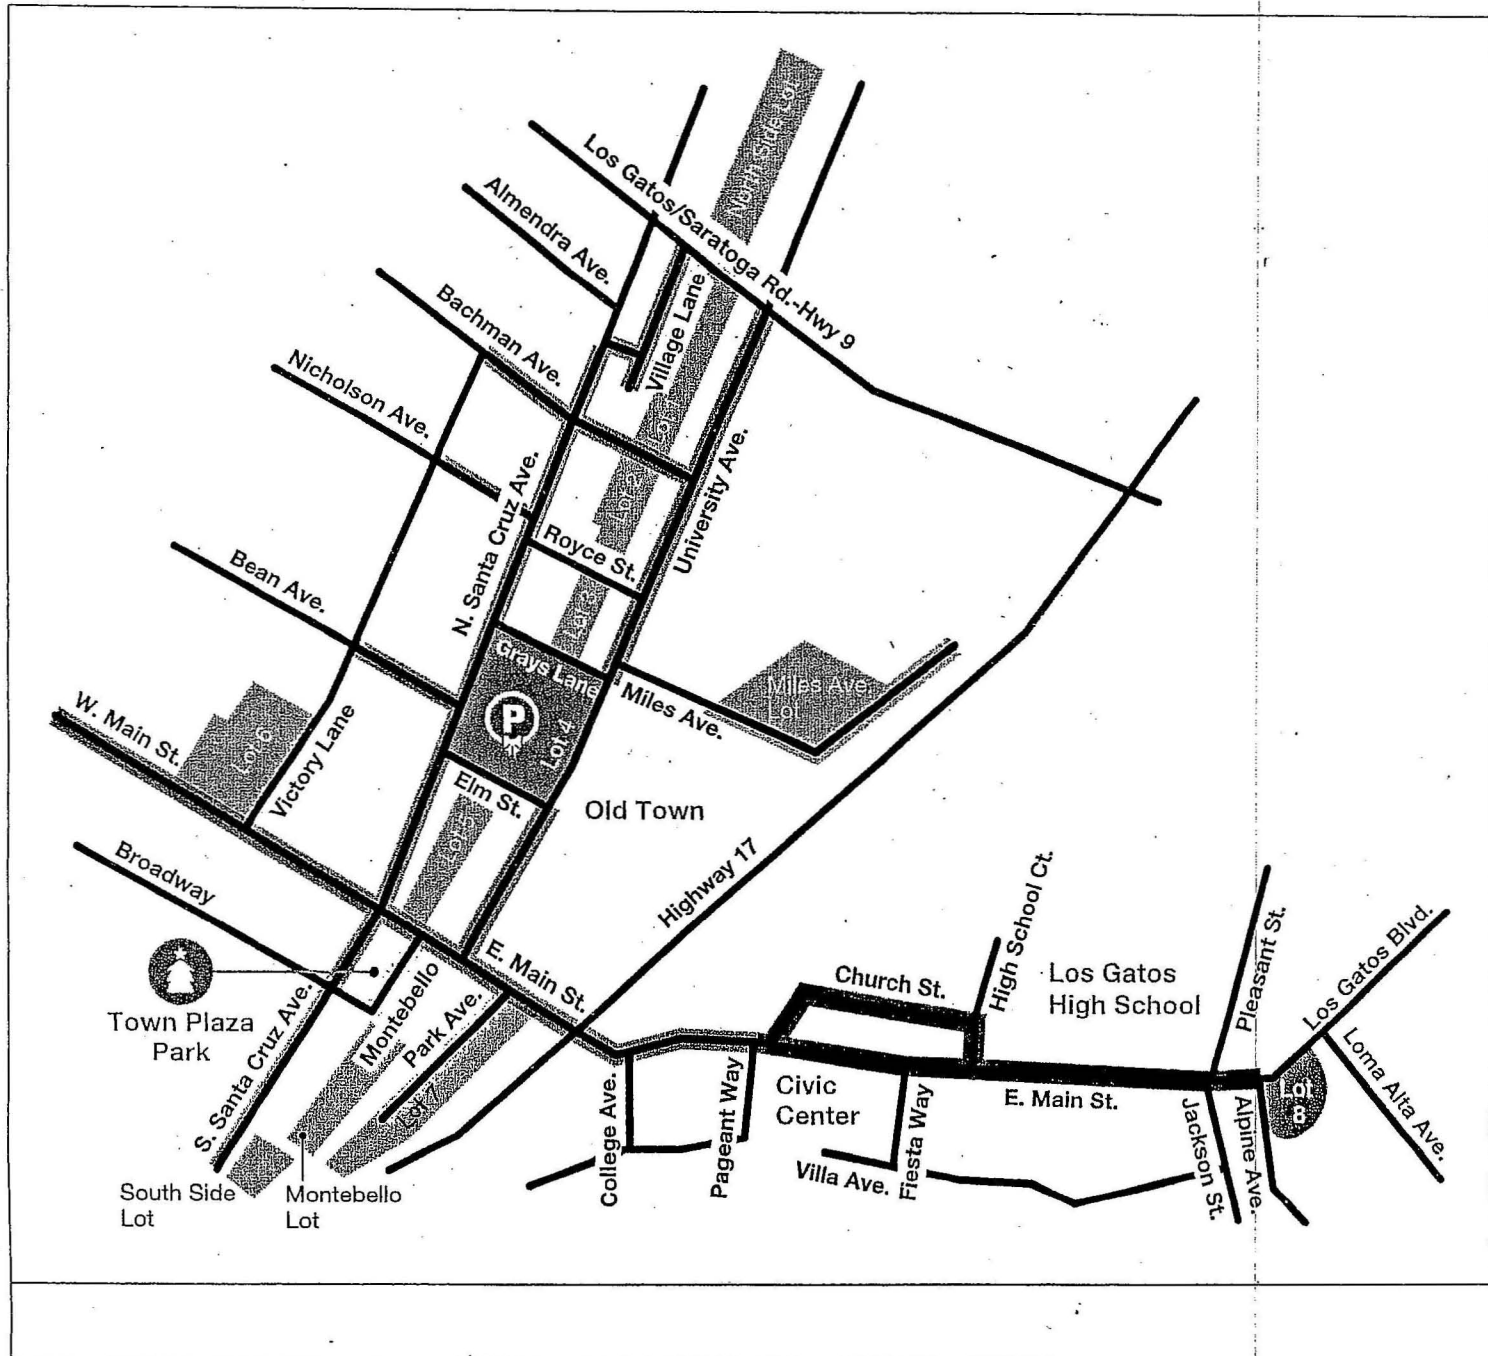 North Side Lot
Los Gatos/Saratoga Rd.-Hwy 9
Almendra Ave.
Village Lane
Bachman Ave.
Lot 1
Nicholson Ave.
N. Santa Cruz Ave.
University Ave.
Lot 2
Royce St.
Bean Ave.
Lot 3
Grays Lane
P
Lot 4
Miles Ave.
Miles Ave.
Lot
W. Main St.
Lot 6
Victory Lane
Elm St.
Old Town
Lot 5
Broadway
Highway 17
Town Plaza
Park
E. Main St.
Montebello
Park Ave.
S. Santa Cruz Ave.
Lot 7
South Side
Lot
Montebello
Lot
Church St.
High School Ct.
Los Gatos
High School
Pleasant St.
Los Gatos Blvd.
Loma Alta Ave.
Lot
8
College Ave.
Pageant Way
Civic
Center
Fiesta Way
E. Main St.
Villa Ave.
Jackson St.
Alpine Ave.